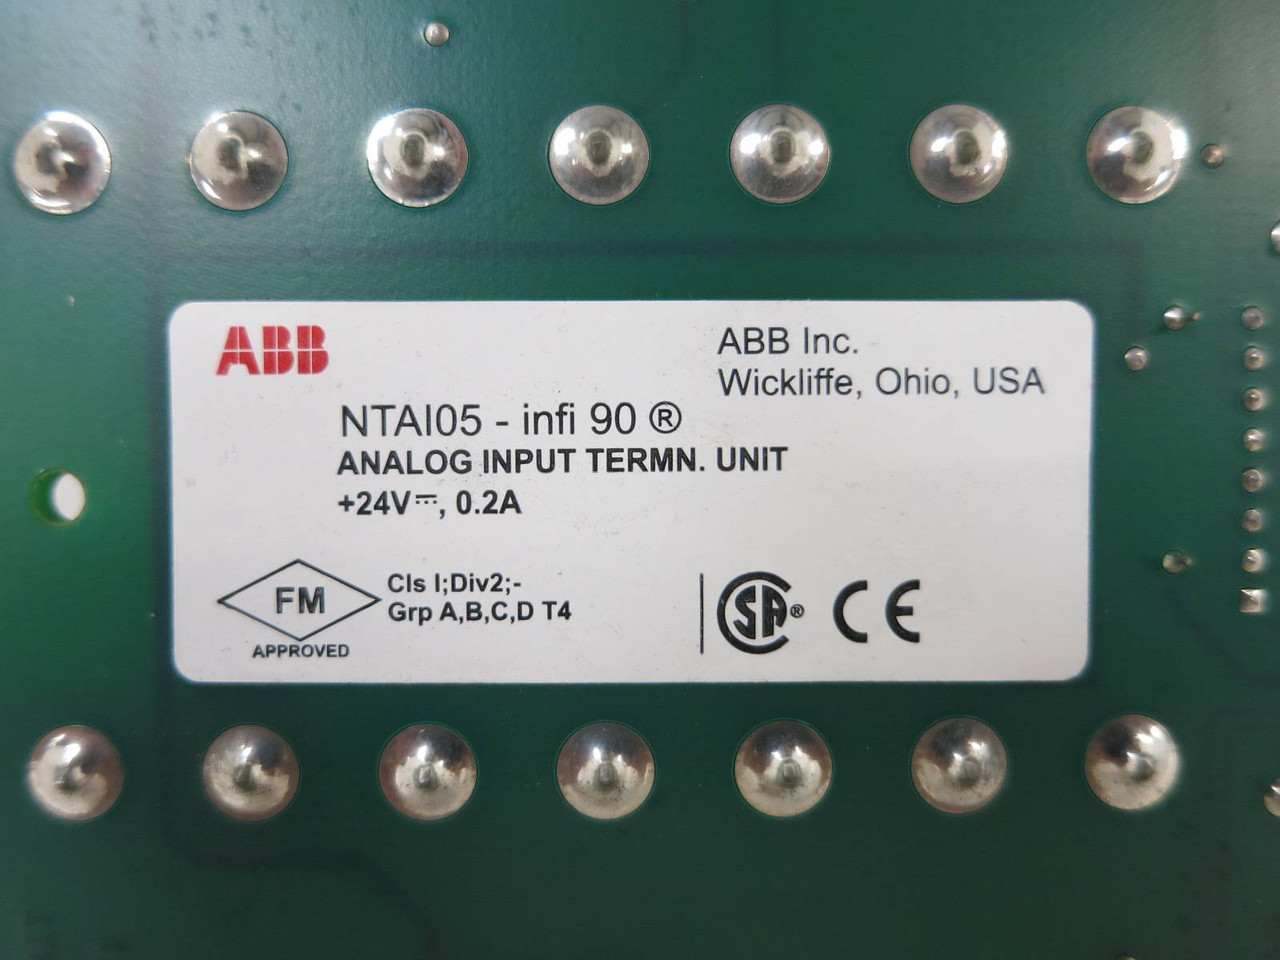 ABB
ABB Inc.
Wickliffe, Ohio, USA
NTAI05 - infi 90 ®
ANALOG INPUT TERMN. UNIT
+24V⎓, 0.2A
FM
APPROVED
Cls I;Div2;-
Grp A,B,C,D T4
CSA®
CE